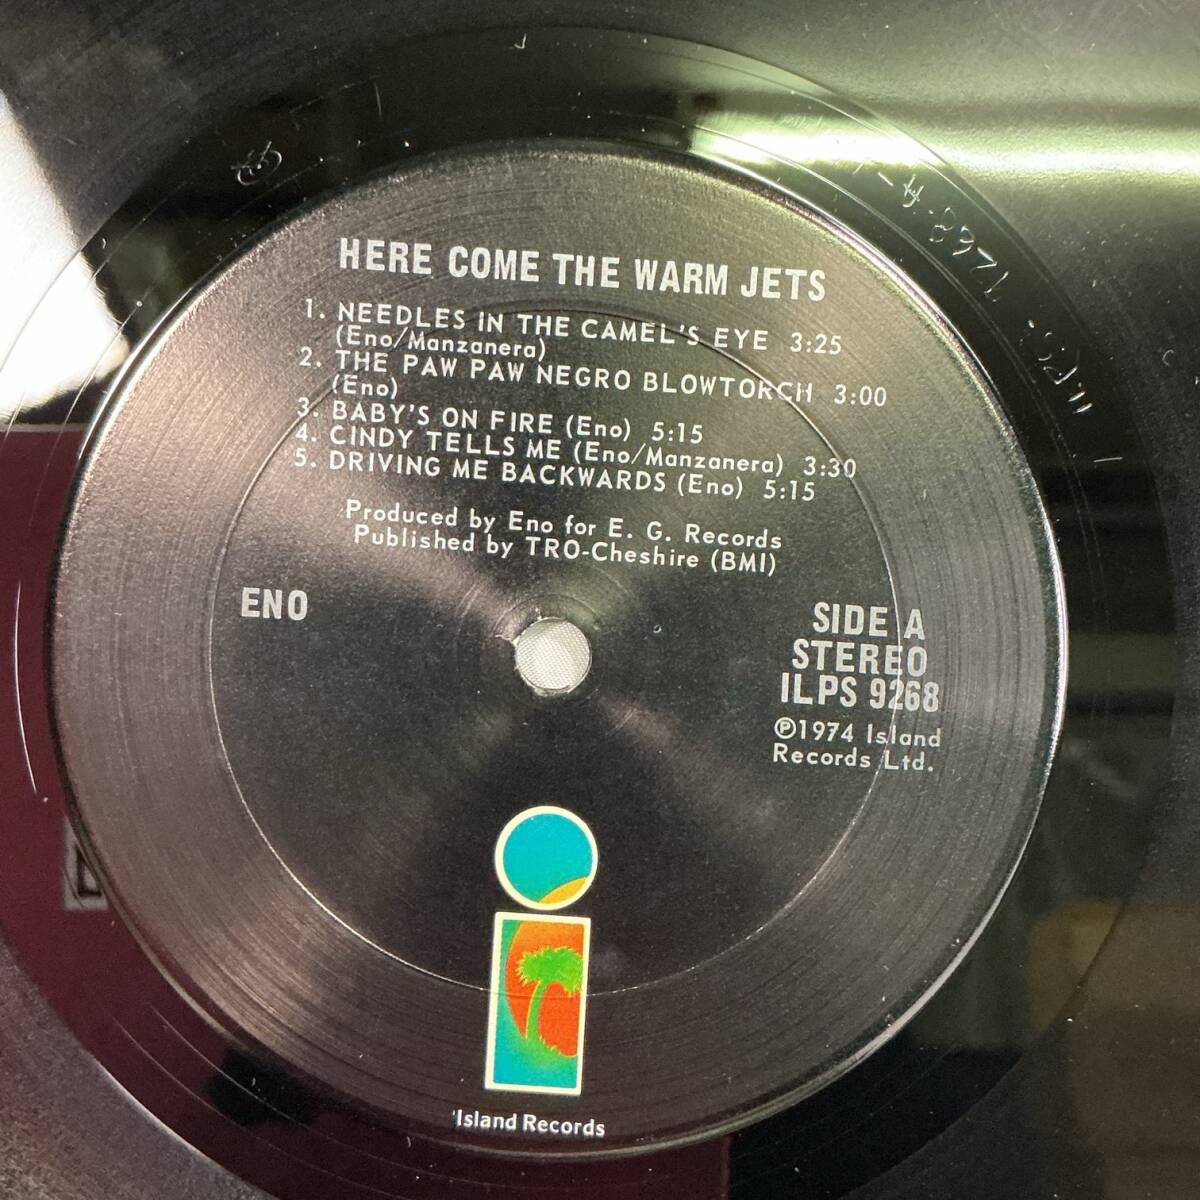 HERE COME THE WARM JETS
1. NEEDLES IN THE CAMEL'S EYE 3:25
(Eno/Manzanera)
2. THE PAW PAW NEGRO BLOWTORCH 3:00
(Eno)
3. BABY'S ON FIRE (Eno) 5:15
4. CINDY TELLS ME (Eno/Manzanera) 3:30
5. DRIVING ME BACKWARDS (Eno) 5:15
Produced by Eno for E. G. Records
Published by TRO-Cheshire (BMI)
ENO
SIDE A
STEREO
ILPS 9268
℗1974 Island
Records Ltd.
Island Records